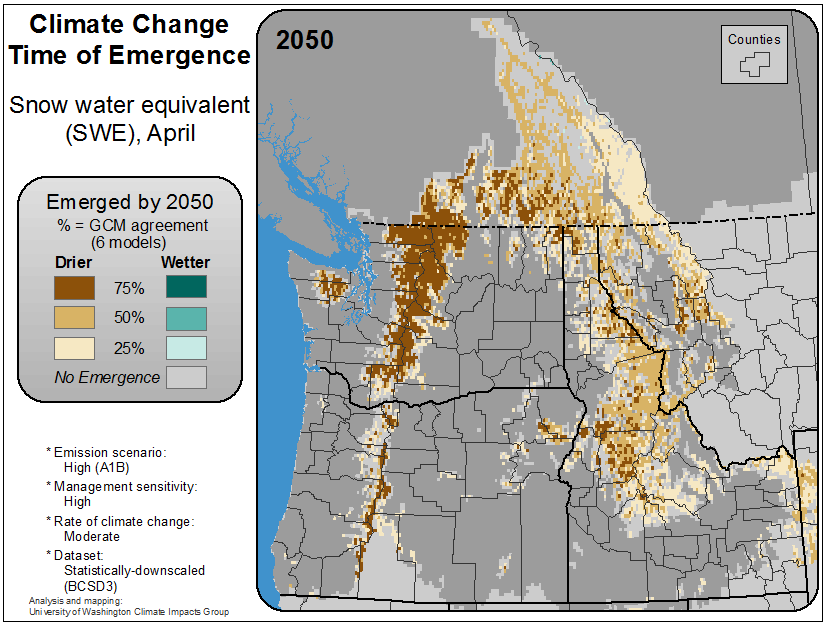 Climate Change
Time of Emergence
Snow water equivalent
(SWE), April
Emerged by 2050
% = GCM agreement
(6 models)
Drier Wetter
75%
50%
25%
No Emergence
* Emission scenario:
High (A1B)
* Management sensitivity:
High
* Rate of climate change:
Moderate
* Dataset:
Statistically-downscaled
(BCSD3)
Analysis and mapping:
University of Washington Climate Impacts Group
2050
Counties